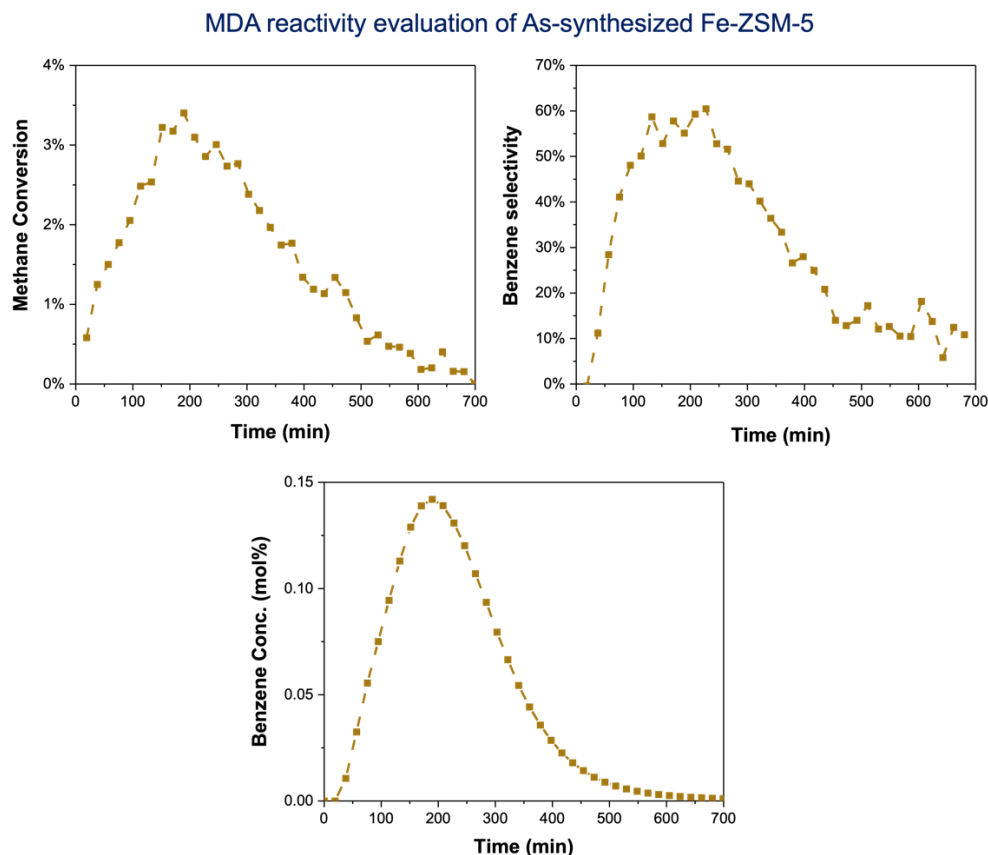 MDA reactivity evaluation of As-synthesized Fe-ZSM-5
4%
3%
2%
1%
0%
Methane Conversion
0 100 200 300 400 500 600 700
Time (min)
70%
60%
50%
40%
30%
20%
10%
0%
Benzene selectivity
0 100 200 300 400 500 600 700
Time (min)
0.15
0.10
0.05
0.00
Benzene Conc. (mol%)
0 100 200 300 400 500 600 700
Time (min)